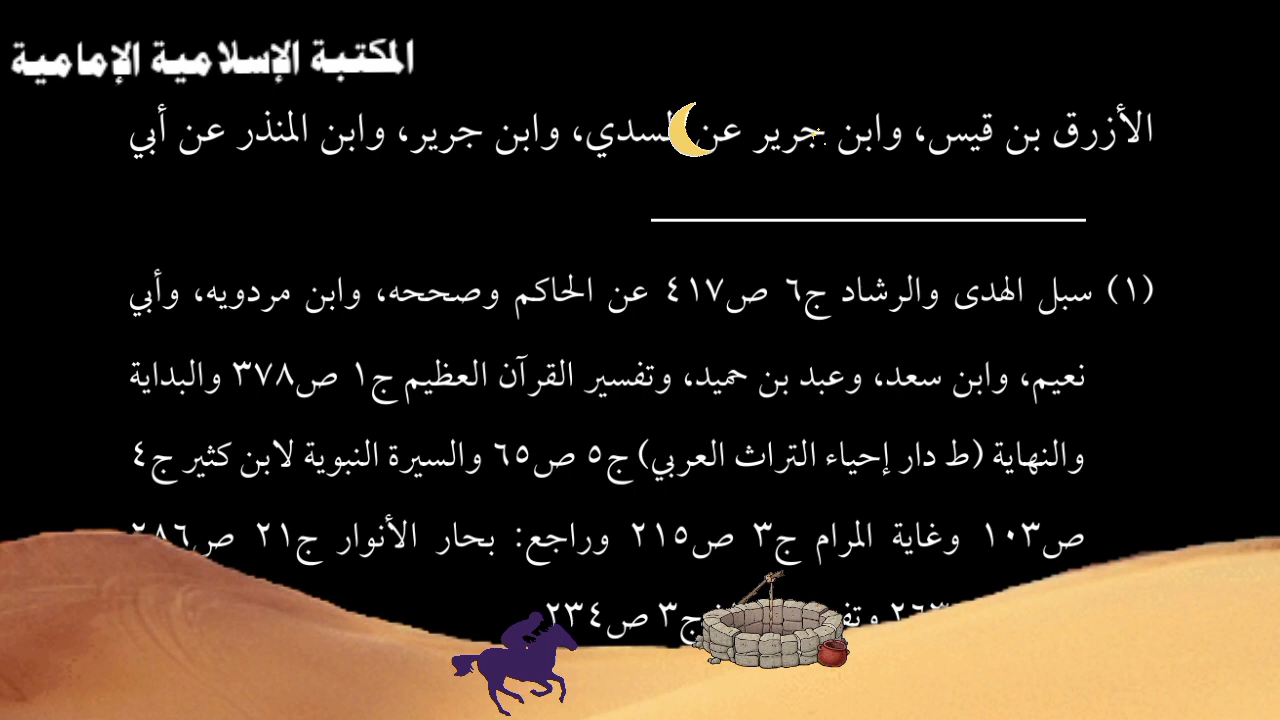 المكتبة الإسلامية الإمامية
الأزرق بن قيس، وابن جرير عن السدي، وابن جرير، وابن المنذر عن أبي
(١) سبل الهدى والرشاد ج٦ ص٤١٧ عن الحاكم وصححه، وابن مردويه، وأبي
نعيم، وابن سعد، وعبد بن حميد، وتفسير القرآن العظيم ج١ ص٣٧٨ والبداية
والنهاية (ط دار إحياء التراث العربي) ج٥ ص٦٥ والسيرة النبوية لابن كثير ج٤
ص١٠٣ وغاية المرام ج٣ ص٢١٥ وراجع: بحار الأنوار ج٢١ ص٢٨٦
ج٣ ص٢٣٤